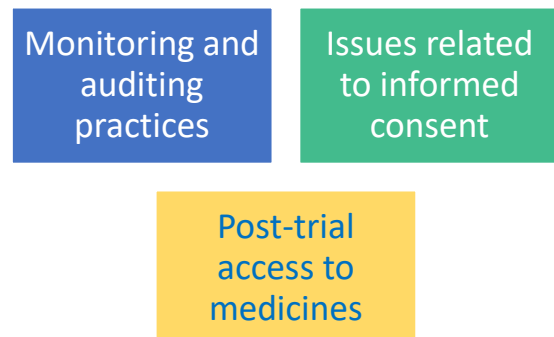 Monitoring and
auditing
practices
Issues related
to informed
consent
Post-trial
access to
medicines